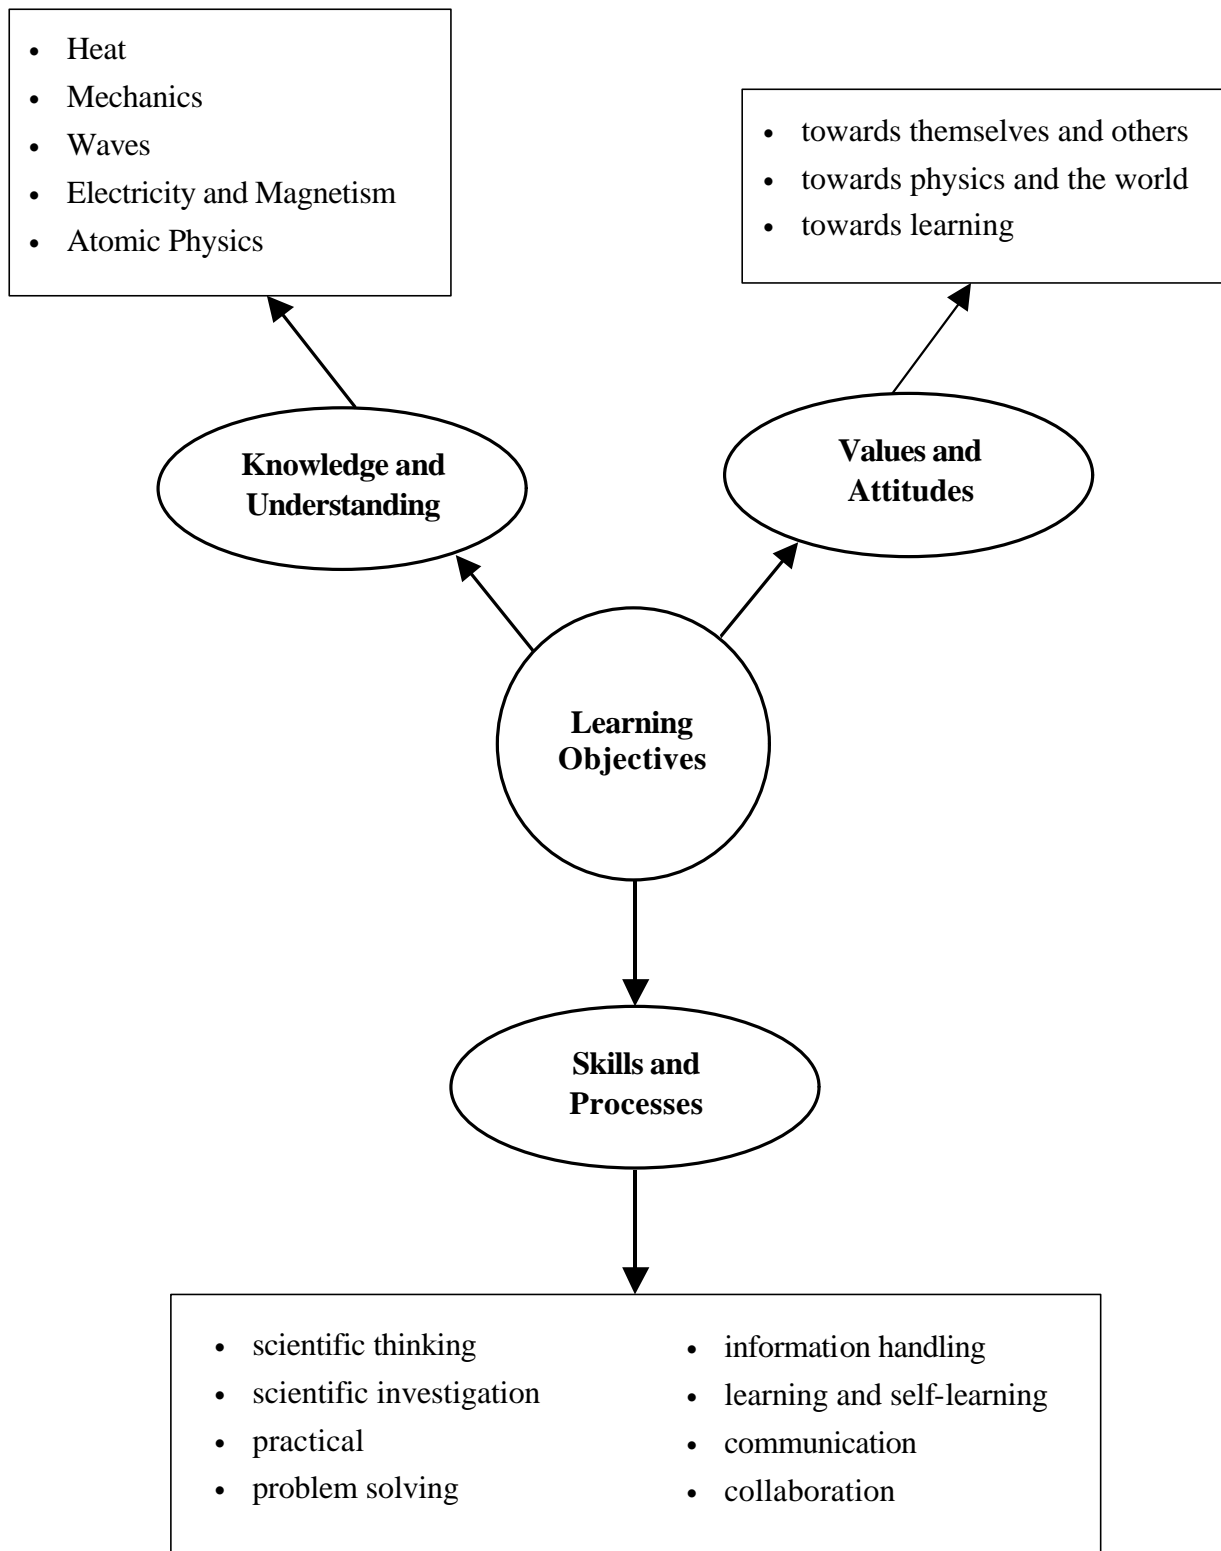 • Heat
• Mechanics
• Waves
• Electricity and Magnetism
• Atomic Physics
• towards themselves and others
• towards physics and the world
• towards learning
Knowledge and
Understanding
Values and
Attitudes
Learning
Objectives
Skills and
Processes
• scientific thinking
• scientific investigation
• practical
• problem solving
• information handling
• learning and self-learning
• communication
• collaboration